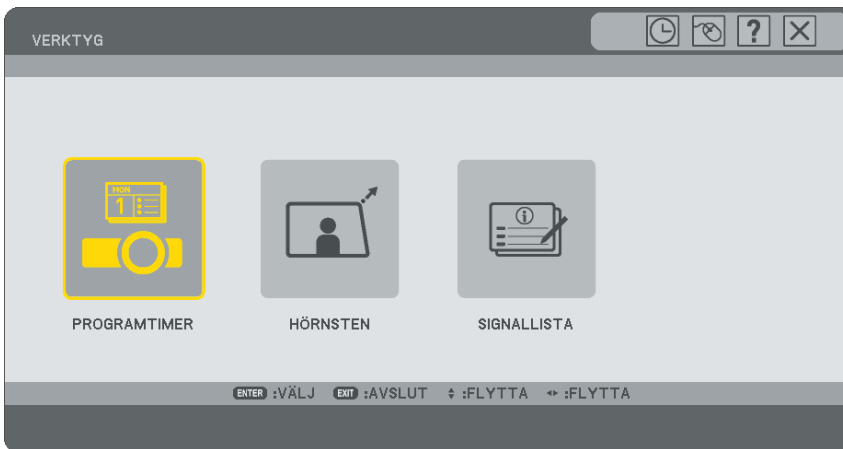 VERKTYG
?
MON
1
PROGRAMTIMER HÖRNSTEN SIGNALLISTA
ENTER :VÄLJ EXIT :AVSLUT :FLYTTA :FLYTTA